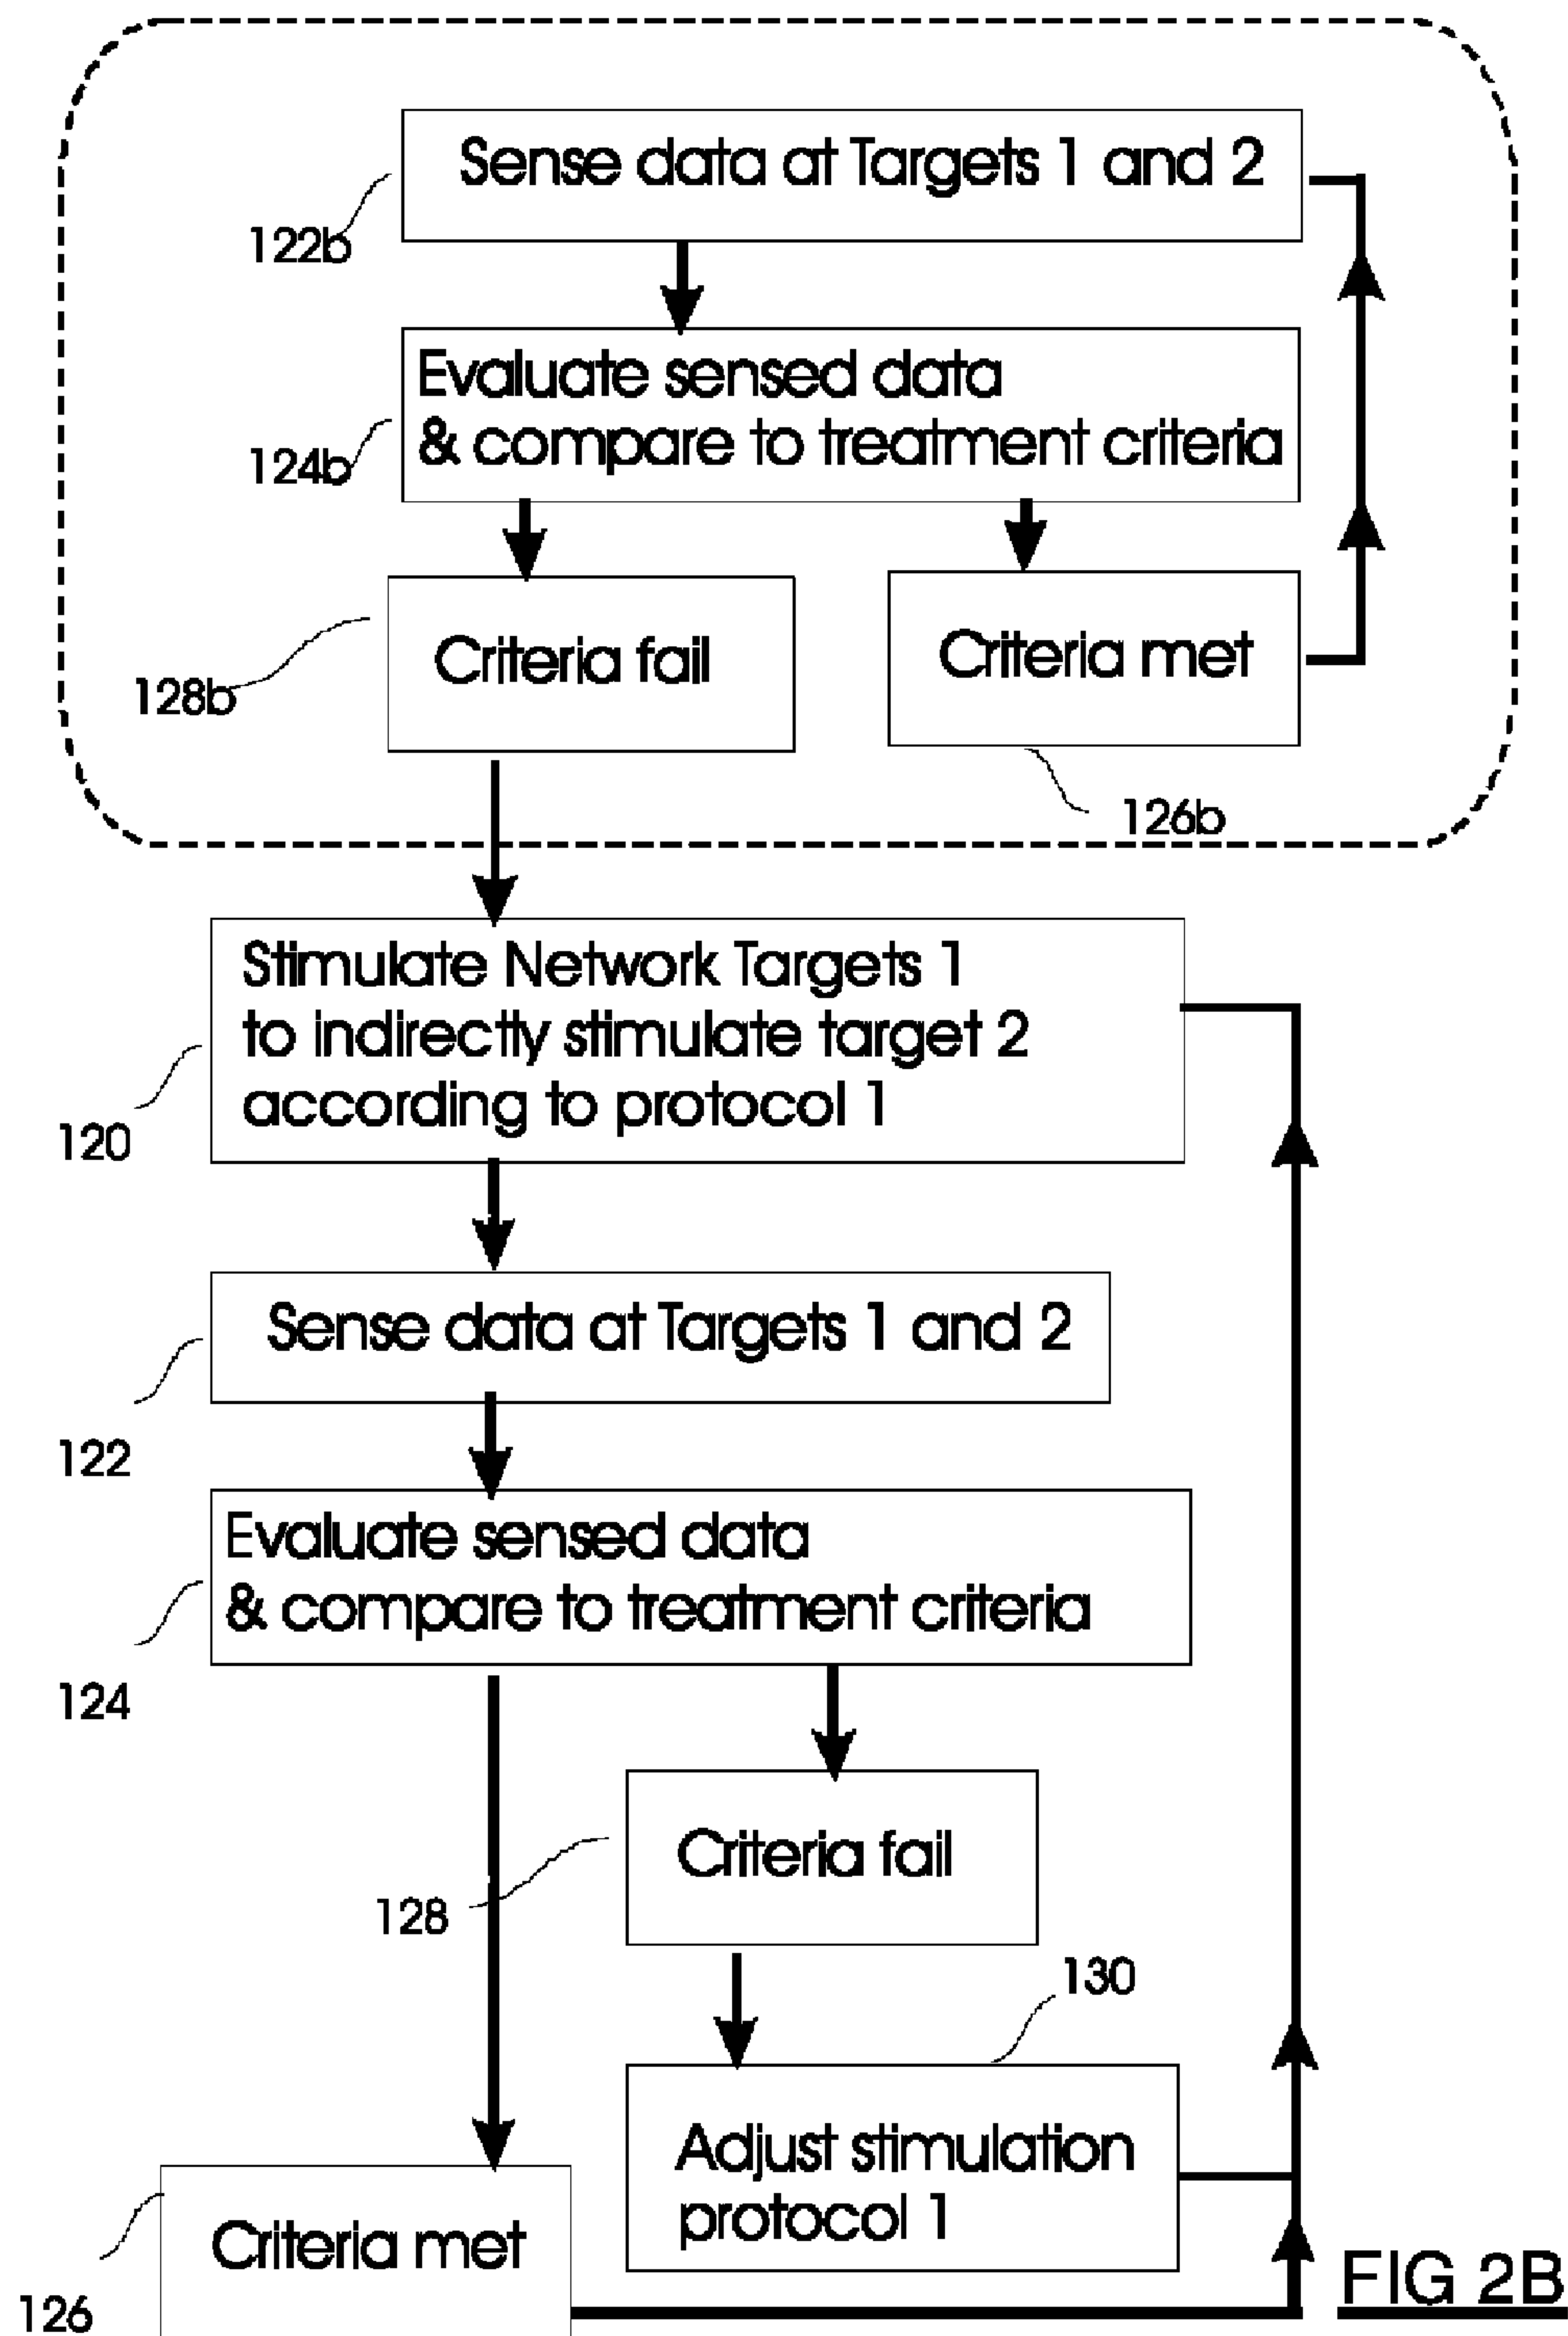 Sense data at Targets 1 and 2
122b
Evaluate sensed data
& compare to treatment criteria
124b
Criteria fail
Criteria met
128b
126b
Stimulate Network Targets 1
to indirectly stimulate target 2
according to protocol 1
120
Sense data at Targets 1 and 2
122
Evaluate sensed data
& compare to treatment criteria
124
Criteria fail
128
130
Adjust stimulation
protocol 1
Criteria met
126
FIG 2B